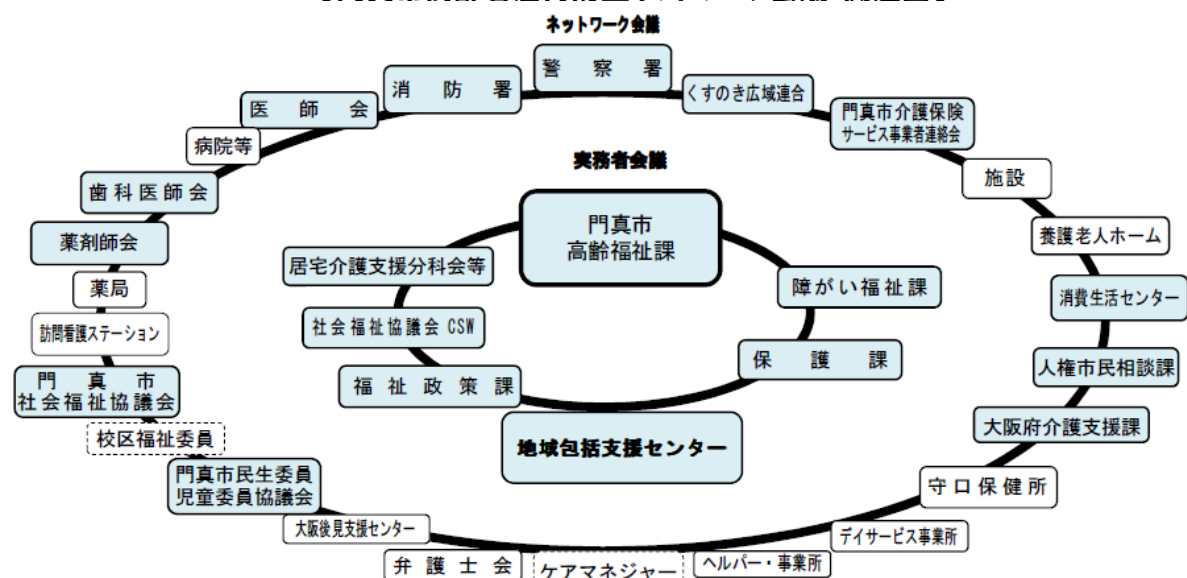 ネットワーク会議
警察署
消防署
くすのき広域連合
医師会
門真市介護保険
サービス事業者連絡会
病院等
実務者会議
施設
歯科医師会
門真市
高齢福祉課
薬剤師会
養護老人ホーム
居宅介護支援分科会等
障がい福祉課
薬局
消費生活センター
社会福祉協議会 CSW
訪問看護ステーション
保護課
人権市民相談課
門真市
社会福祉協議会
福祉政策課
大阪府介護支援課
校区福祉委員
地域包括支援センター
門真市民生委員
児童委員協議会
守口保健所
大阪後見支援センター
デイサービス事業所
弁護士会
ケアマネジャー
ヘルパー・事業所